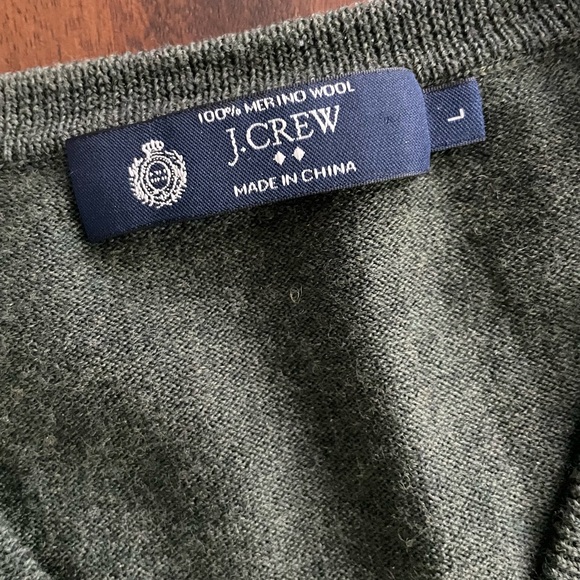 100% MERINO WOOL
J.CREW
MADE IN CHINA
L